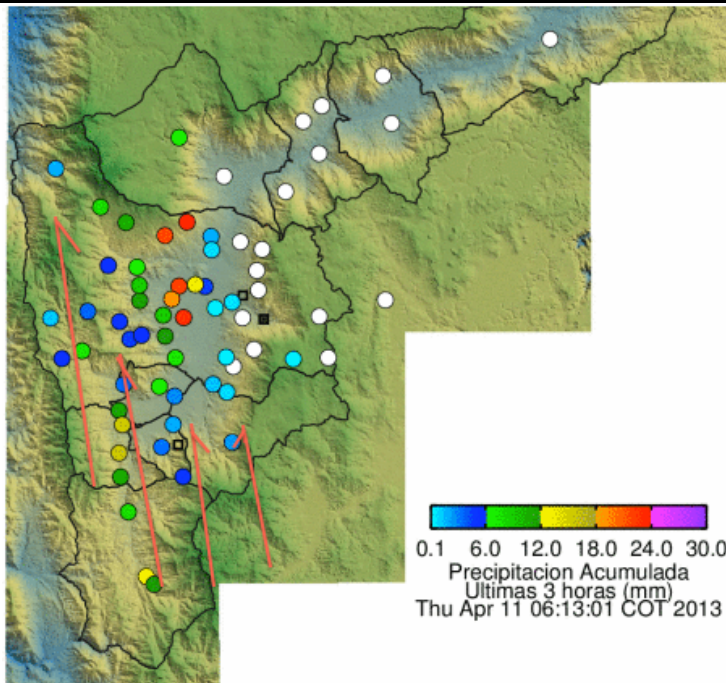 0.1 6.0 12.0 18.0 24.0 30.0
Precipitacion Acumulada
Ultimas 3 horas (mm)
Thu Apr 11 06:13:01 COT 2013